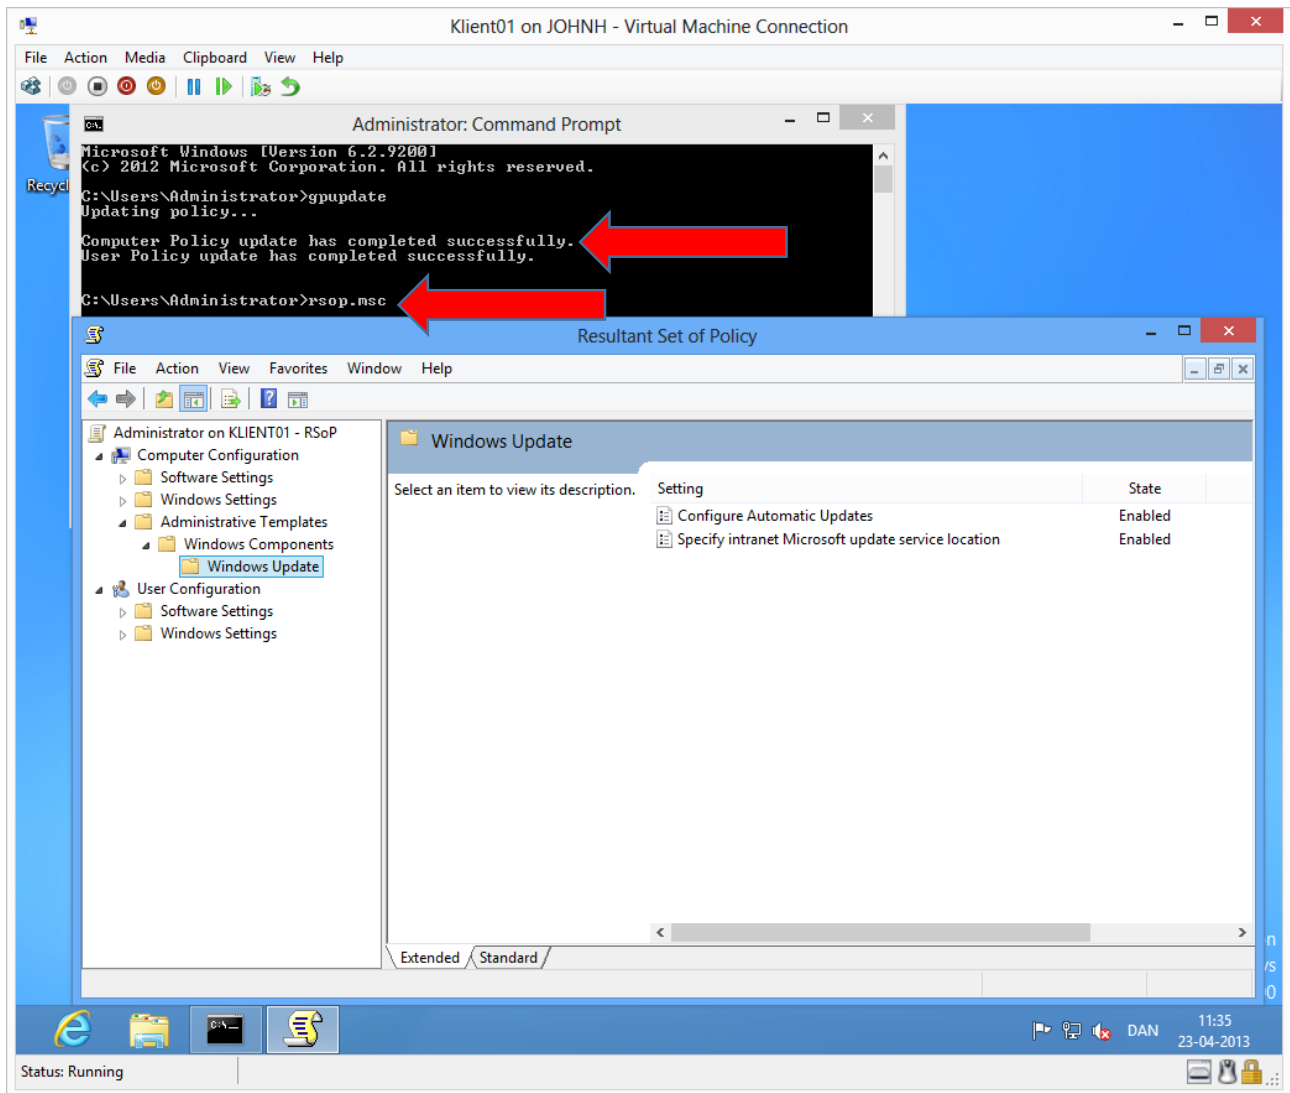 Klient01 on JOHNH - Virtual Machine Connection
File Action Media Clipboard View Help
Administrator: Command Prompt
Microsoft Windows [Version 6.2.9200]
(c) 2012 Microsoft Corporation. All rights reserved.
C:\Users\Administrator>gpupdate
Updating policy...
Computer Policy update has completed successfully.
User Policy update has completed successfully.
C:\Users\Administrator>rsop.msc
Resultant Set of Policy
File Action View Favorites Window Help
Administrator on KLIENT01 - RSoP
Computer Configuration
Software Settings
Windows Settings
Administrative Templates
Windows Components
Windows Update
User Configuration
Software Settings
Windows Settings
Windows Update
Select an item to view its description.
Setting State
Configure Automatic Updates Enabled
Specify intranet Microsoft update service location Enabled
Extended Standard
DAN
11:35
23-04-2013
Status: Running